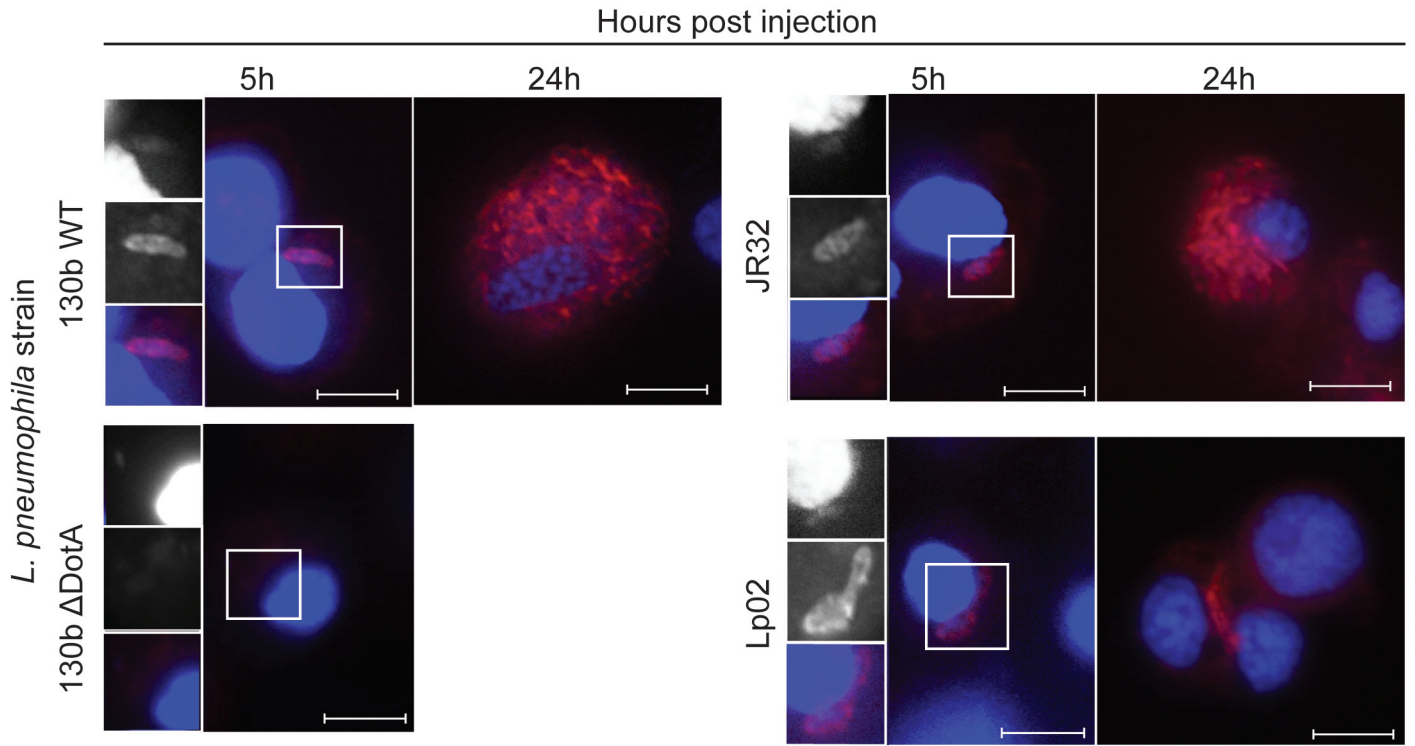 Hours post injection
5h
24h
5h
24h
L. pneumophila strain
130b WT
130b ΔDotA
JR32
Lp02